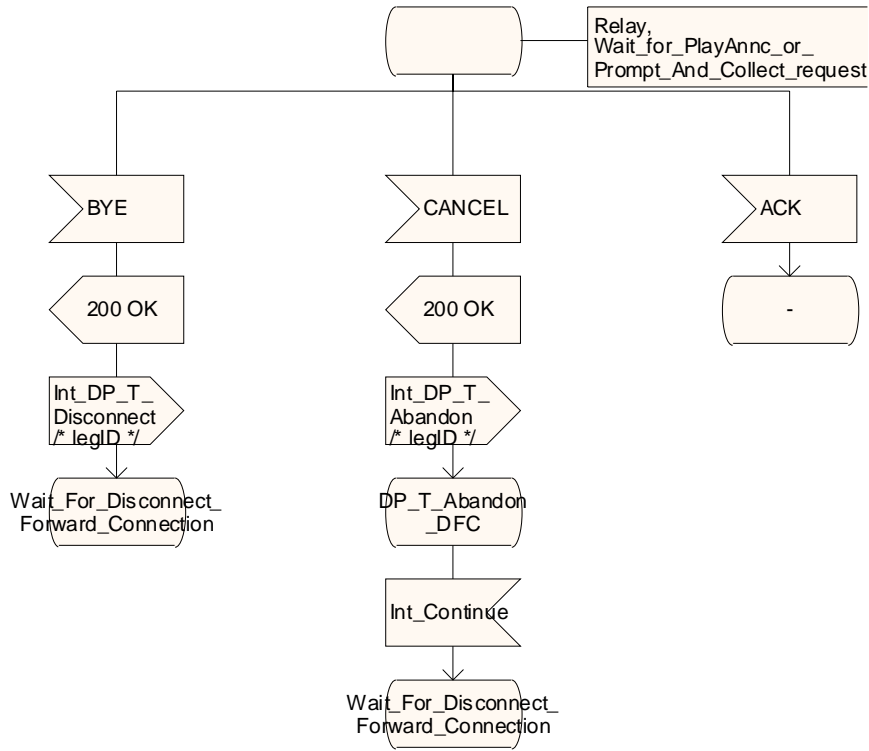 Relay,
Wait_for_PlayAnnc_or_
Prompt_And_Collect_request
BYE
CANCEL
ACK
200 OK
200 OK
-
Int_DP_T_
Disconnect
/* legID */
Int_DP_T_
Abandon
/* legID */
Wait_For_Disconnect_
Forward_Connection
DP_T_Abandon
_DFC
Int_Continue
Wait_For_Disconnect_
Forward_Connection